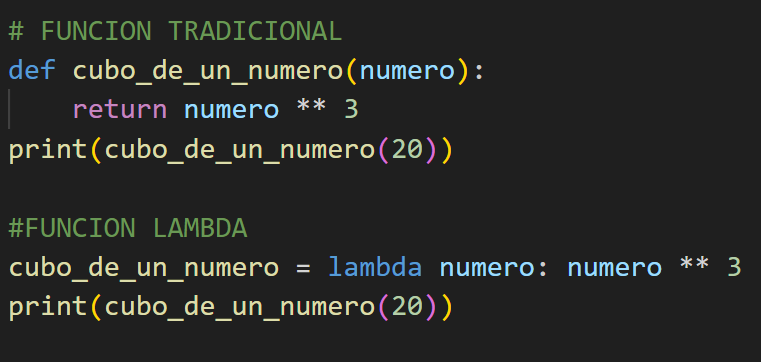 # FUNCION TRADICIONAL
def cubo_de_un_numero(numero):
    return numero ** 3
print(cubo_de_un_numero(20))

#FUNCION LAMBDA
cubo_de_un_numero = lambda numero: numero ** 3
print(cubo_de_un_numero(20))